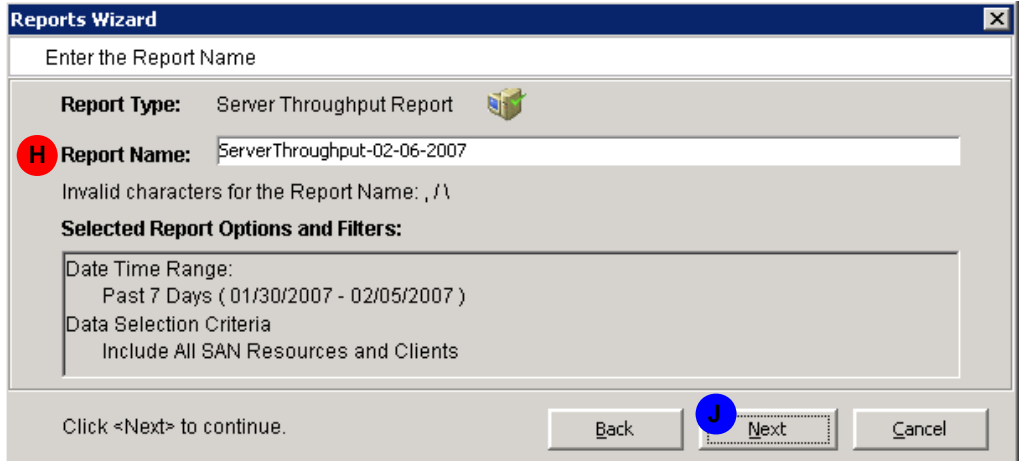 Reports Wizard
Enter the Report Name
Report Type: Server Throughput Report
H Report Name: ServerThroughput-02-06-2007
Invalid characters for the Report Name: , / \
Selected Report Options and Filters:
Date Time Range:
Past 7 Days ( 01/30/2007 - 02/05/2007 )
Data Selection Criteria
Include All SAN Resources and Clients
Click <Next> to continue. Back J Next Cancel